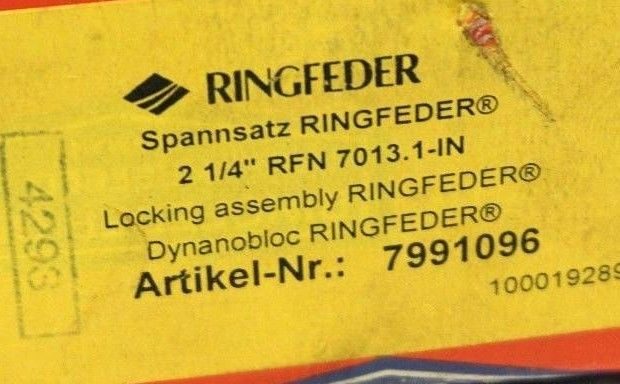 RINGFEDER
Spannsatz RINGFEDER®
2 1/4" RFN 7013.1-IN
Locking assembly RINGFEDER®
Dynanobloc RINGFEDER®
Artikel-Nr.: 7991096
100019289
4293